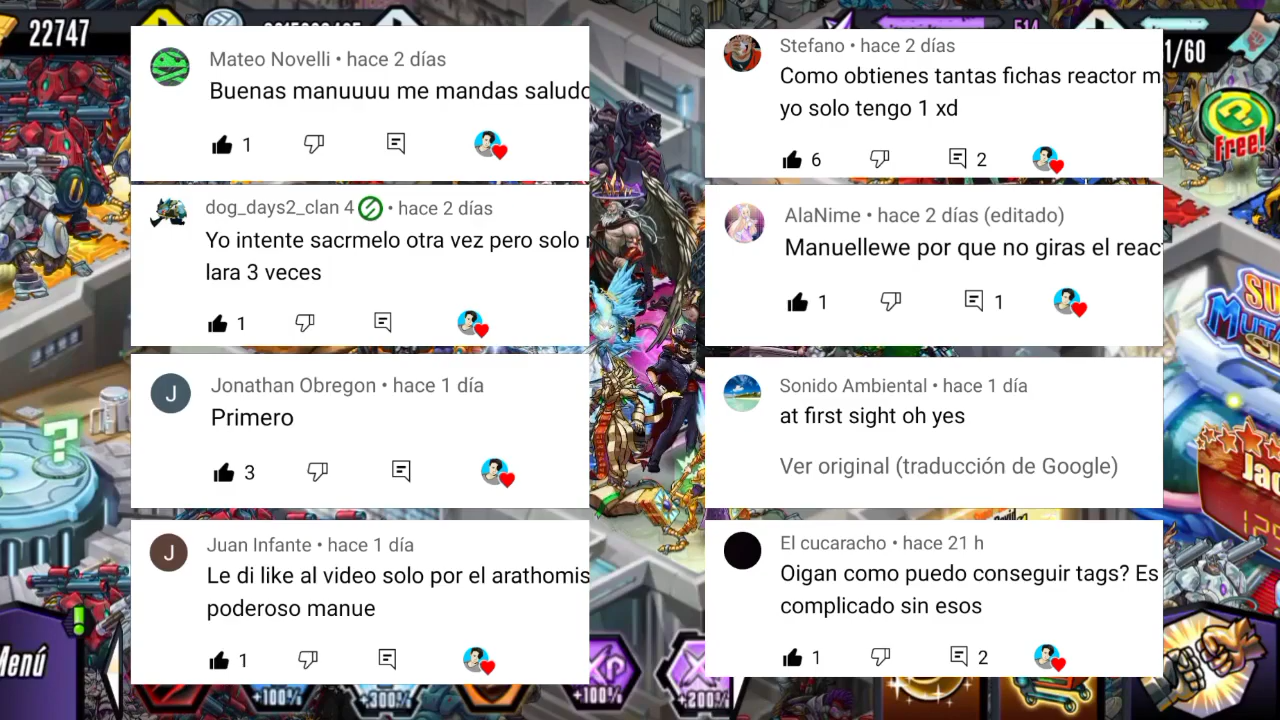 22747
514
1/60
Mateo Novelli • hace 2 días
Buenas manuuuu me mandas saludo
1
dog_days2_clan 4 • hace 2 días
Yo intente sacrmelo otra vez pero solo
lara 3 veces
1
Jonathan Obregon • hace 1 día
Primero
3
Juan Infante • hace 1 día
Le di like al video solo por el arathomis
poderoso manue
1
Stefano • hace 2 días
Como obtienes tantas fichas reactor m
yo solo tengo 1 xd
6
2
AlaNime • hace 2 días (editado)
Manuellewe por que no giras el reac
1
1
Sonido Ambiental • hace 1 día
at first sight oh yes
Ver original (traducción de Google)
El cucaracho • hace 21 h
Oigan como puedo conseguir tags? Es
complicado sin esos
1
2
Free!
Menú
+100%
+300%
XP
+100%
+200%